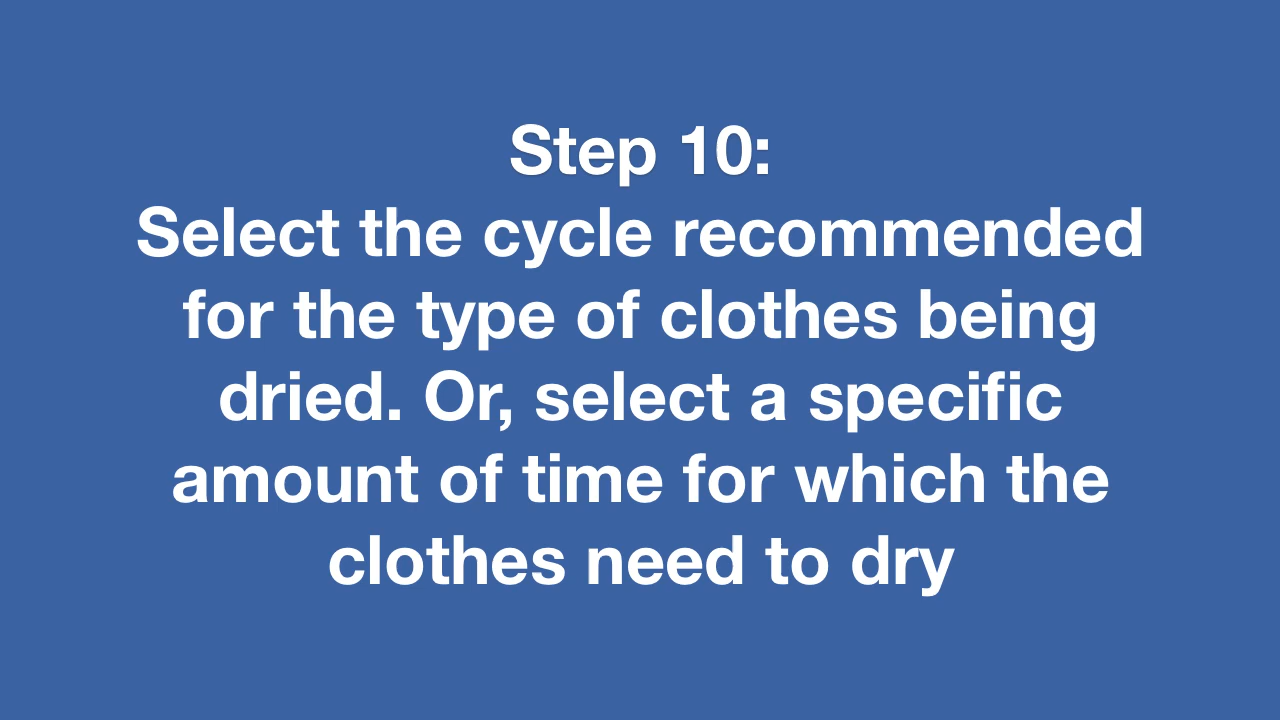 Step 10:
Select the cycle recommended
for the type of clothes being
dried. Or, select a specific
amount of time for which the
clothes need to dry